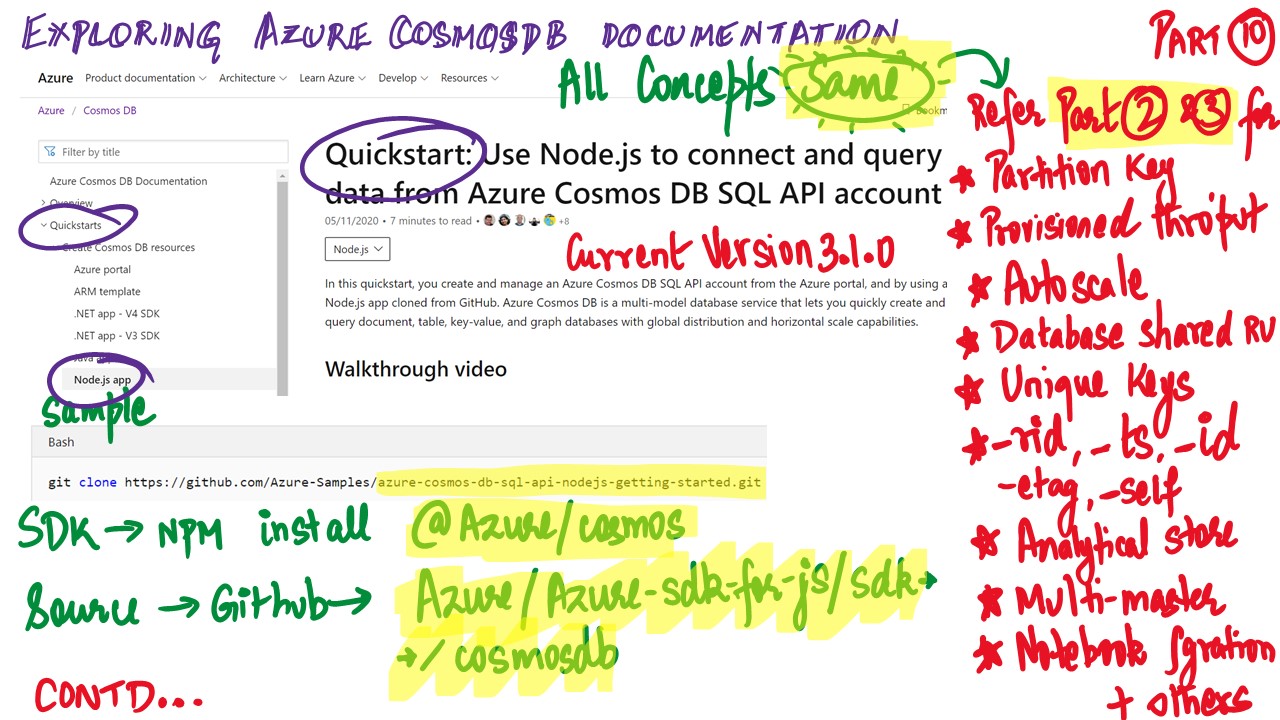 EXPLORING AZURE COSMOSDB DOCUMENTATION
PART 10
Azure Product documentation Architecture Learn Azure Develop Resources
All Concepts Same
Azure / Cosmos DB
Bookm
Refer Part 2 & 3 for
* Partition Key
* Provisioned thro'put
* Autoscale
* Database shared RU
* Unique Keys
* _rid, _ts, _id
_etag, _self
* Analytical store
* Multi-master
* Notebook Igration
+ others
Filter by title
Azure Cosmos DB Documentation
Overview
Quickstarts
Create Cosmos DB resources
Azure portal
ARM template
.NET app - V4 SDK
.NET app - V3 SDK
Java app
Node.js app
sample
Quickstart: Use Node.js to connect and query
data from Azure Cosmos DB SQL API account
05/11/2020 • 7 minutes to read • +8
Node.js
Current Version 3.1.0
In this quickstart, you create and manage an Azure Cosmos DB SQL API account from the Azure portal, and by using a
Node.js app cloned from GitHub. Azure Cosmos DB is a multi-model database service that lets you quickly create and
query document, table, key-value, and graph databases with global distribution and horizontal scale capabilities.
Walkthrough video
Bash
git clone https://github.com/Azure-Samples/azure-cosmos-db-sql-api-nodejs-getting-started.git
SDK → NPM install @Azure/cosmos
Source → Github → Azure/Azure-sdk-for-js/sdk→
→/cosmosdb
CONTD...